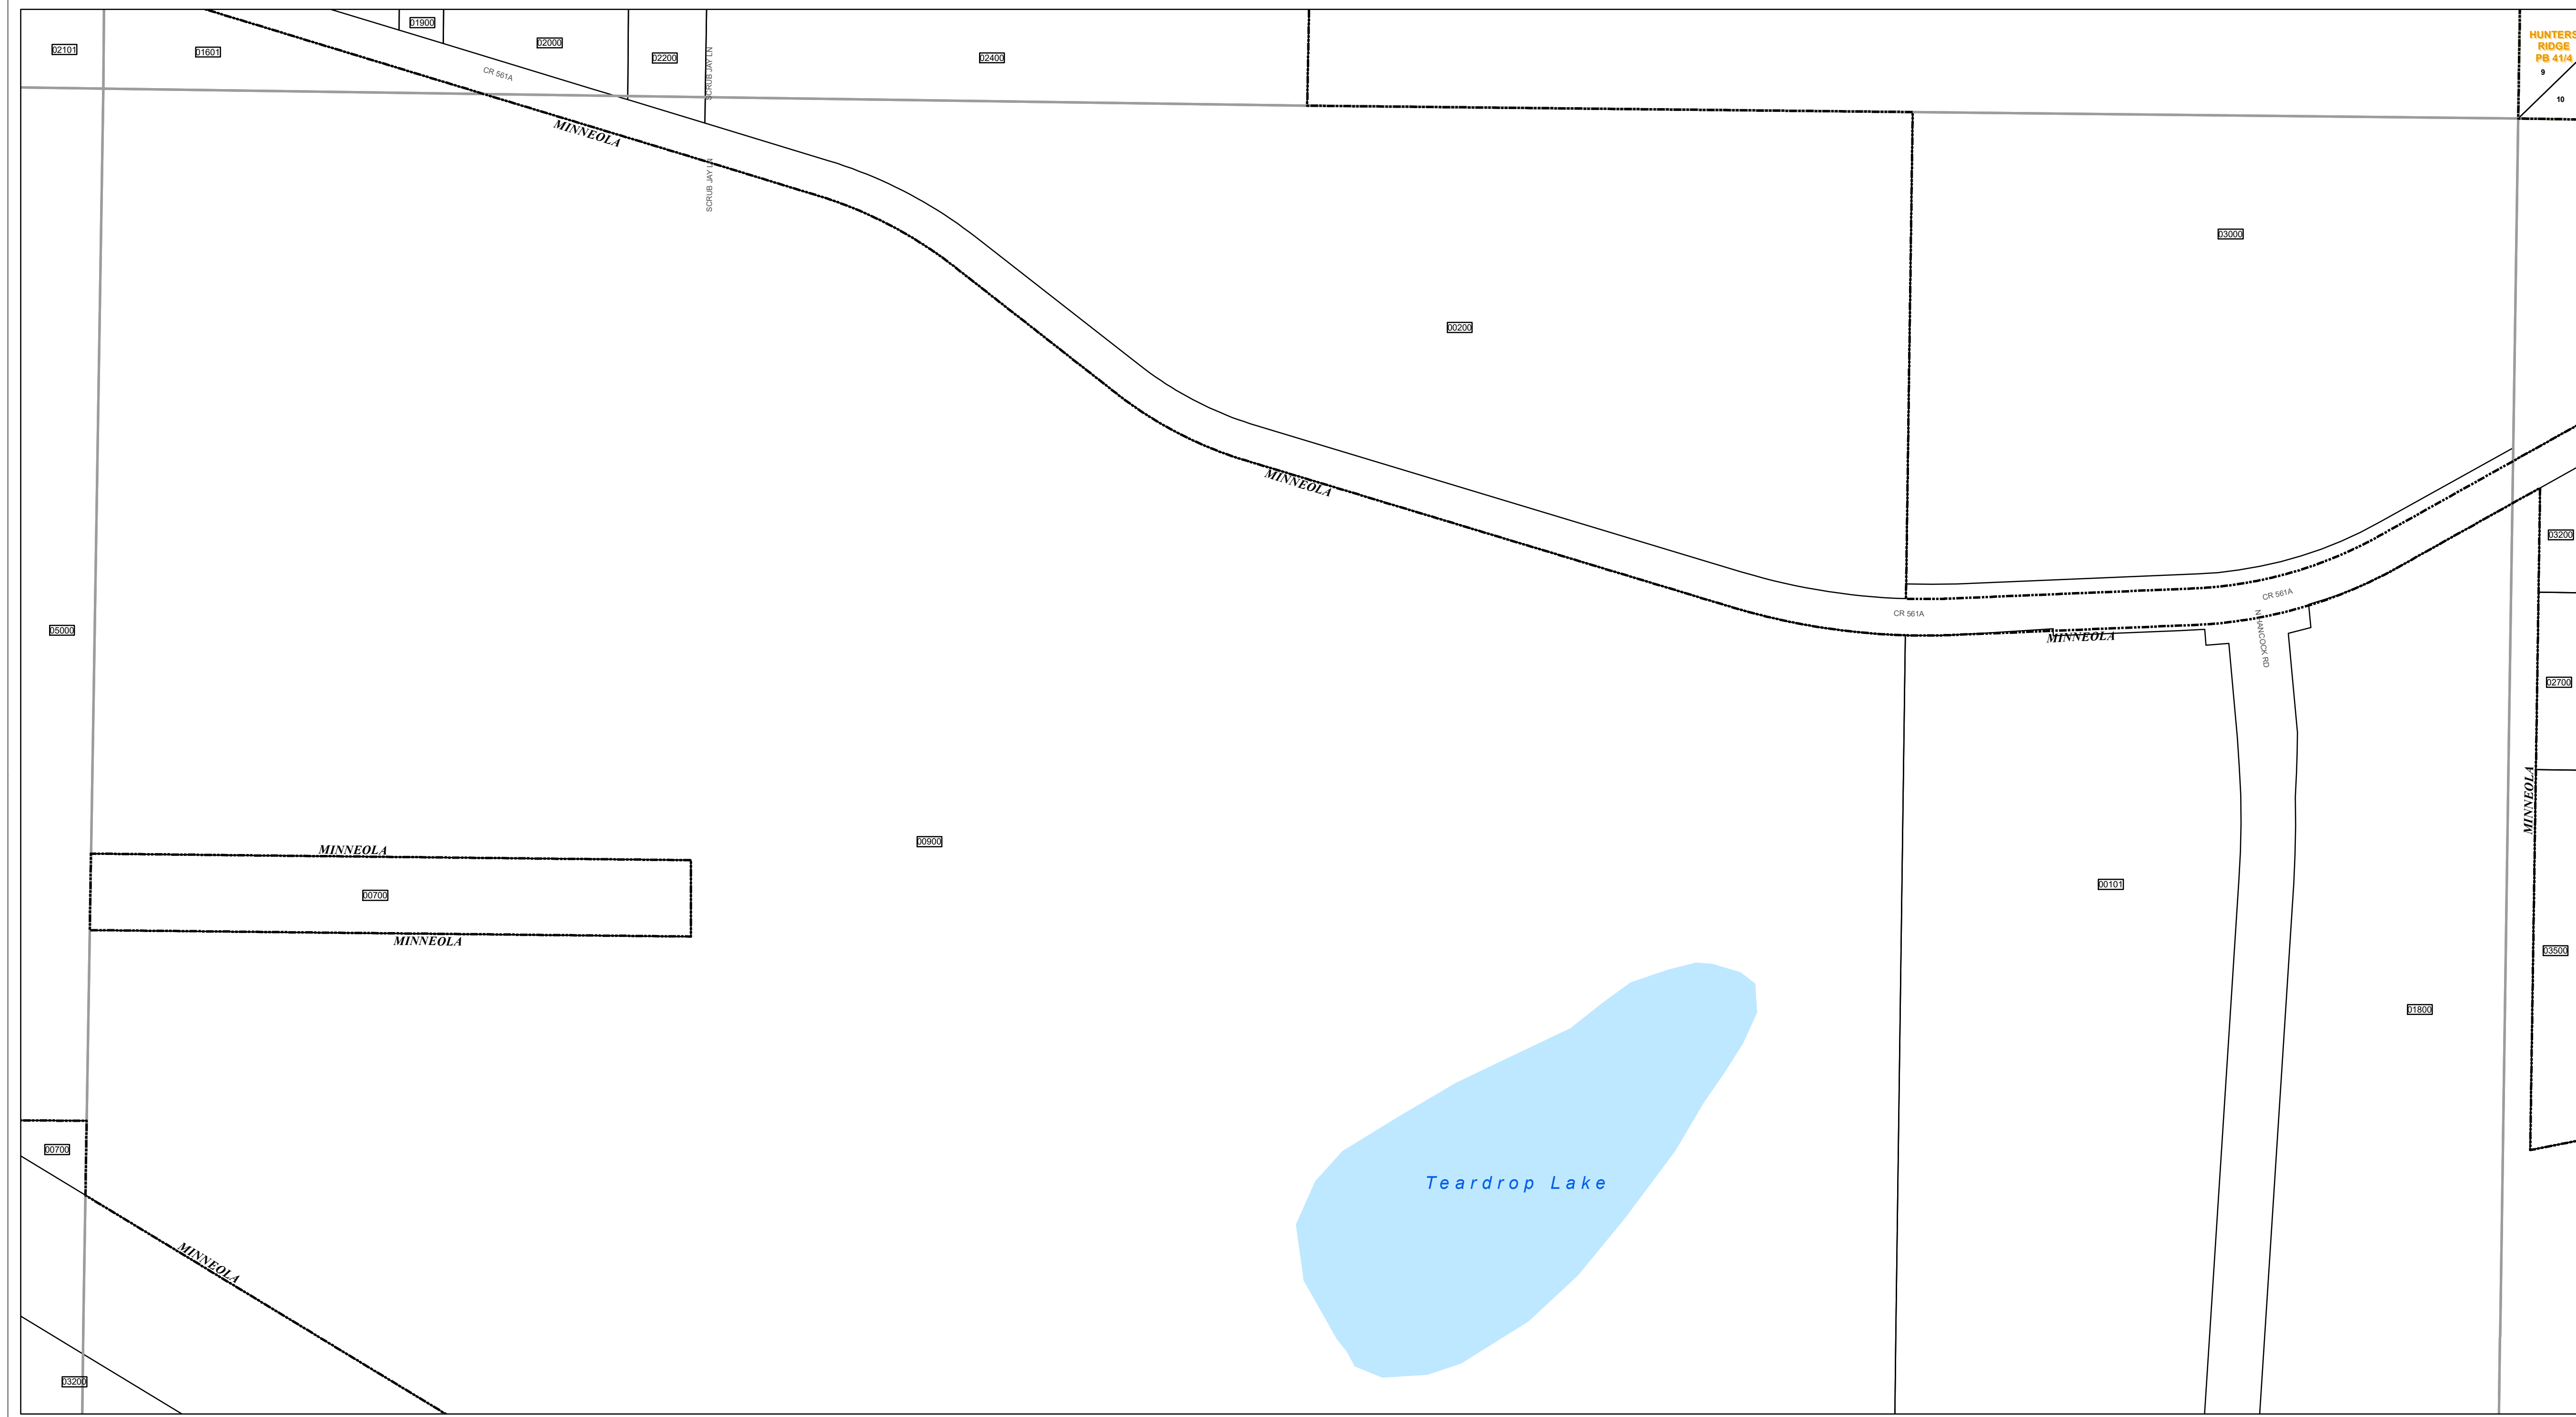 01900
02101
01601
02000
02200
02400
HUNTERS
RIDGE
PB 41/4
9
10
CR 561A
SCRUB JAY LN
MINNEOLA
SCRUB JAY LN
03000
00200
MINNEOLA
03200
CR 561A
CR 561A
N HANCOCK RD
MINNEOLA
05000
02700
MINNEOLA
00900
MINNEOLA
00700
00101
MINNEOLA
03500
01800
00700
Teardrop Lake
MINNEOLA
03200